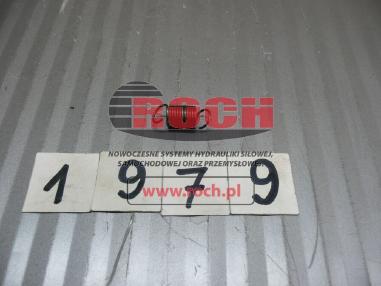 ROCH
NOWOCZESNE SYSTEMY HYDRAULIKI SIŁOWEJ,
SAMOCHODOWEJ ORAZ PRZEMYSŁOWEJ.
1 9 7 9
www.roch.pl